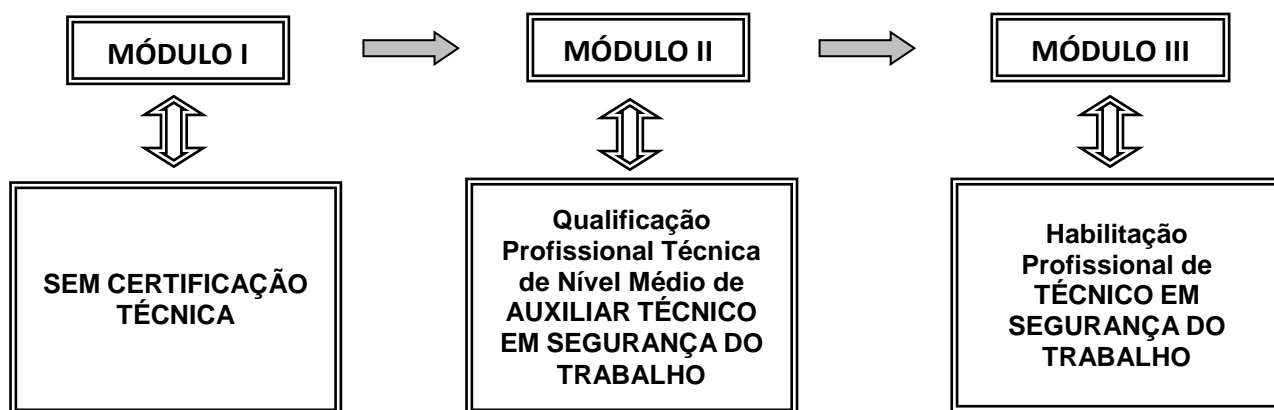 MÓDULO I
MÓDULO II
MÓDULO III
SEM CERTIFICAÇÃO
TÉCNICA
Qualificação
Profissional Técnica
de Nível Médio de
AUXILIAR TÉCNICO
EM SEGURANÇA DO
TRABALHO
Habilitação
Profissional de
TÉCNICO EM
SEGURANÇA DO
TRABALHO